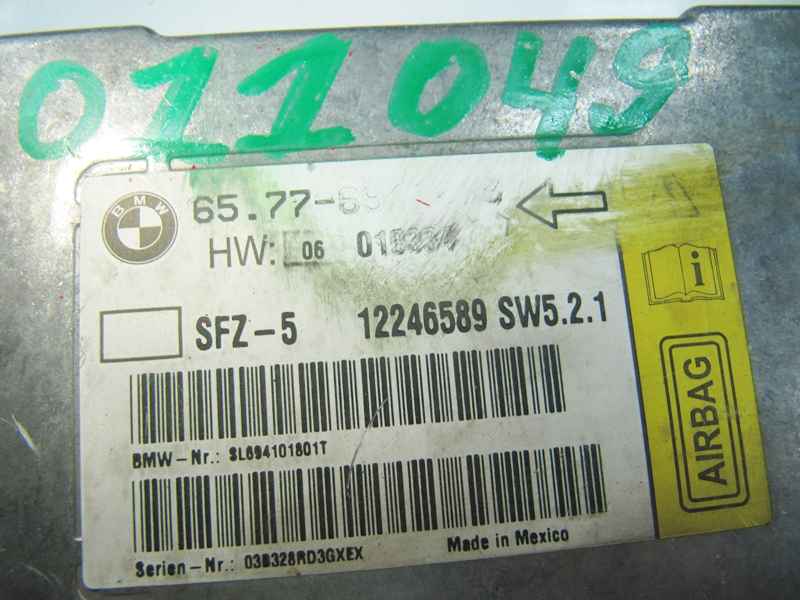 011049
BMW
65.77-
HW: 06
SFZ-5 12246589 SW5.2.1
i
AIRBAG
BMW-Nr.: SL694101801T
Serien-Nr.: 03B328RD3GXEX Made in Mexico